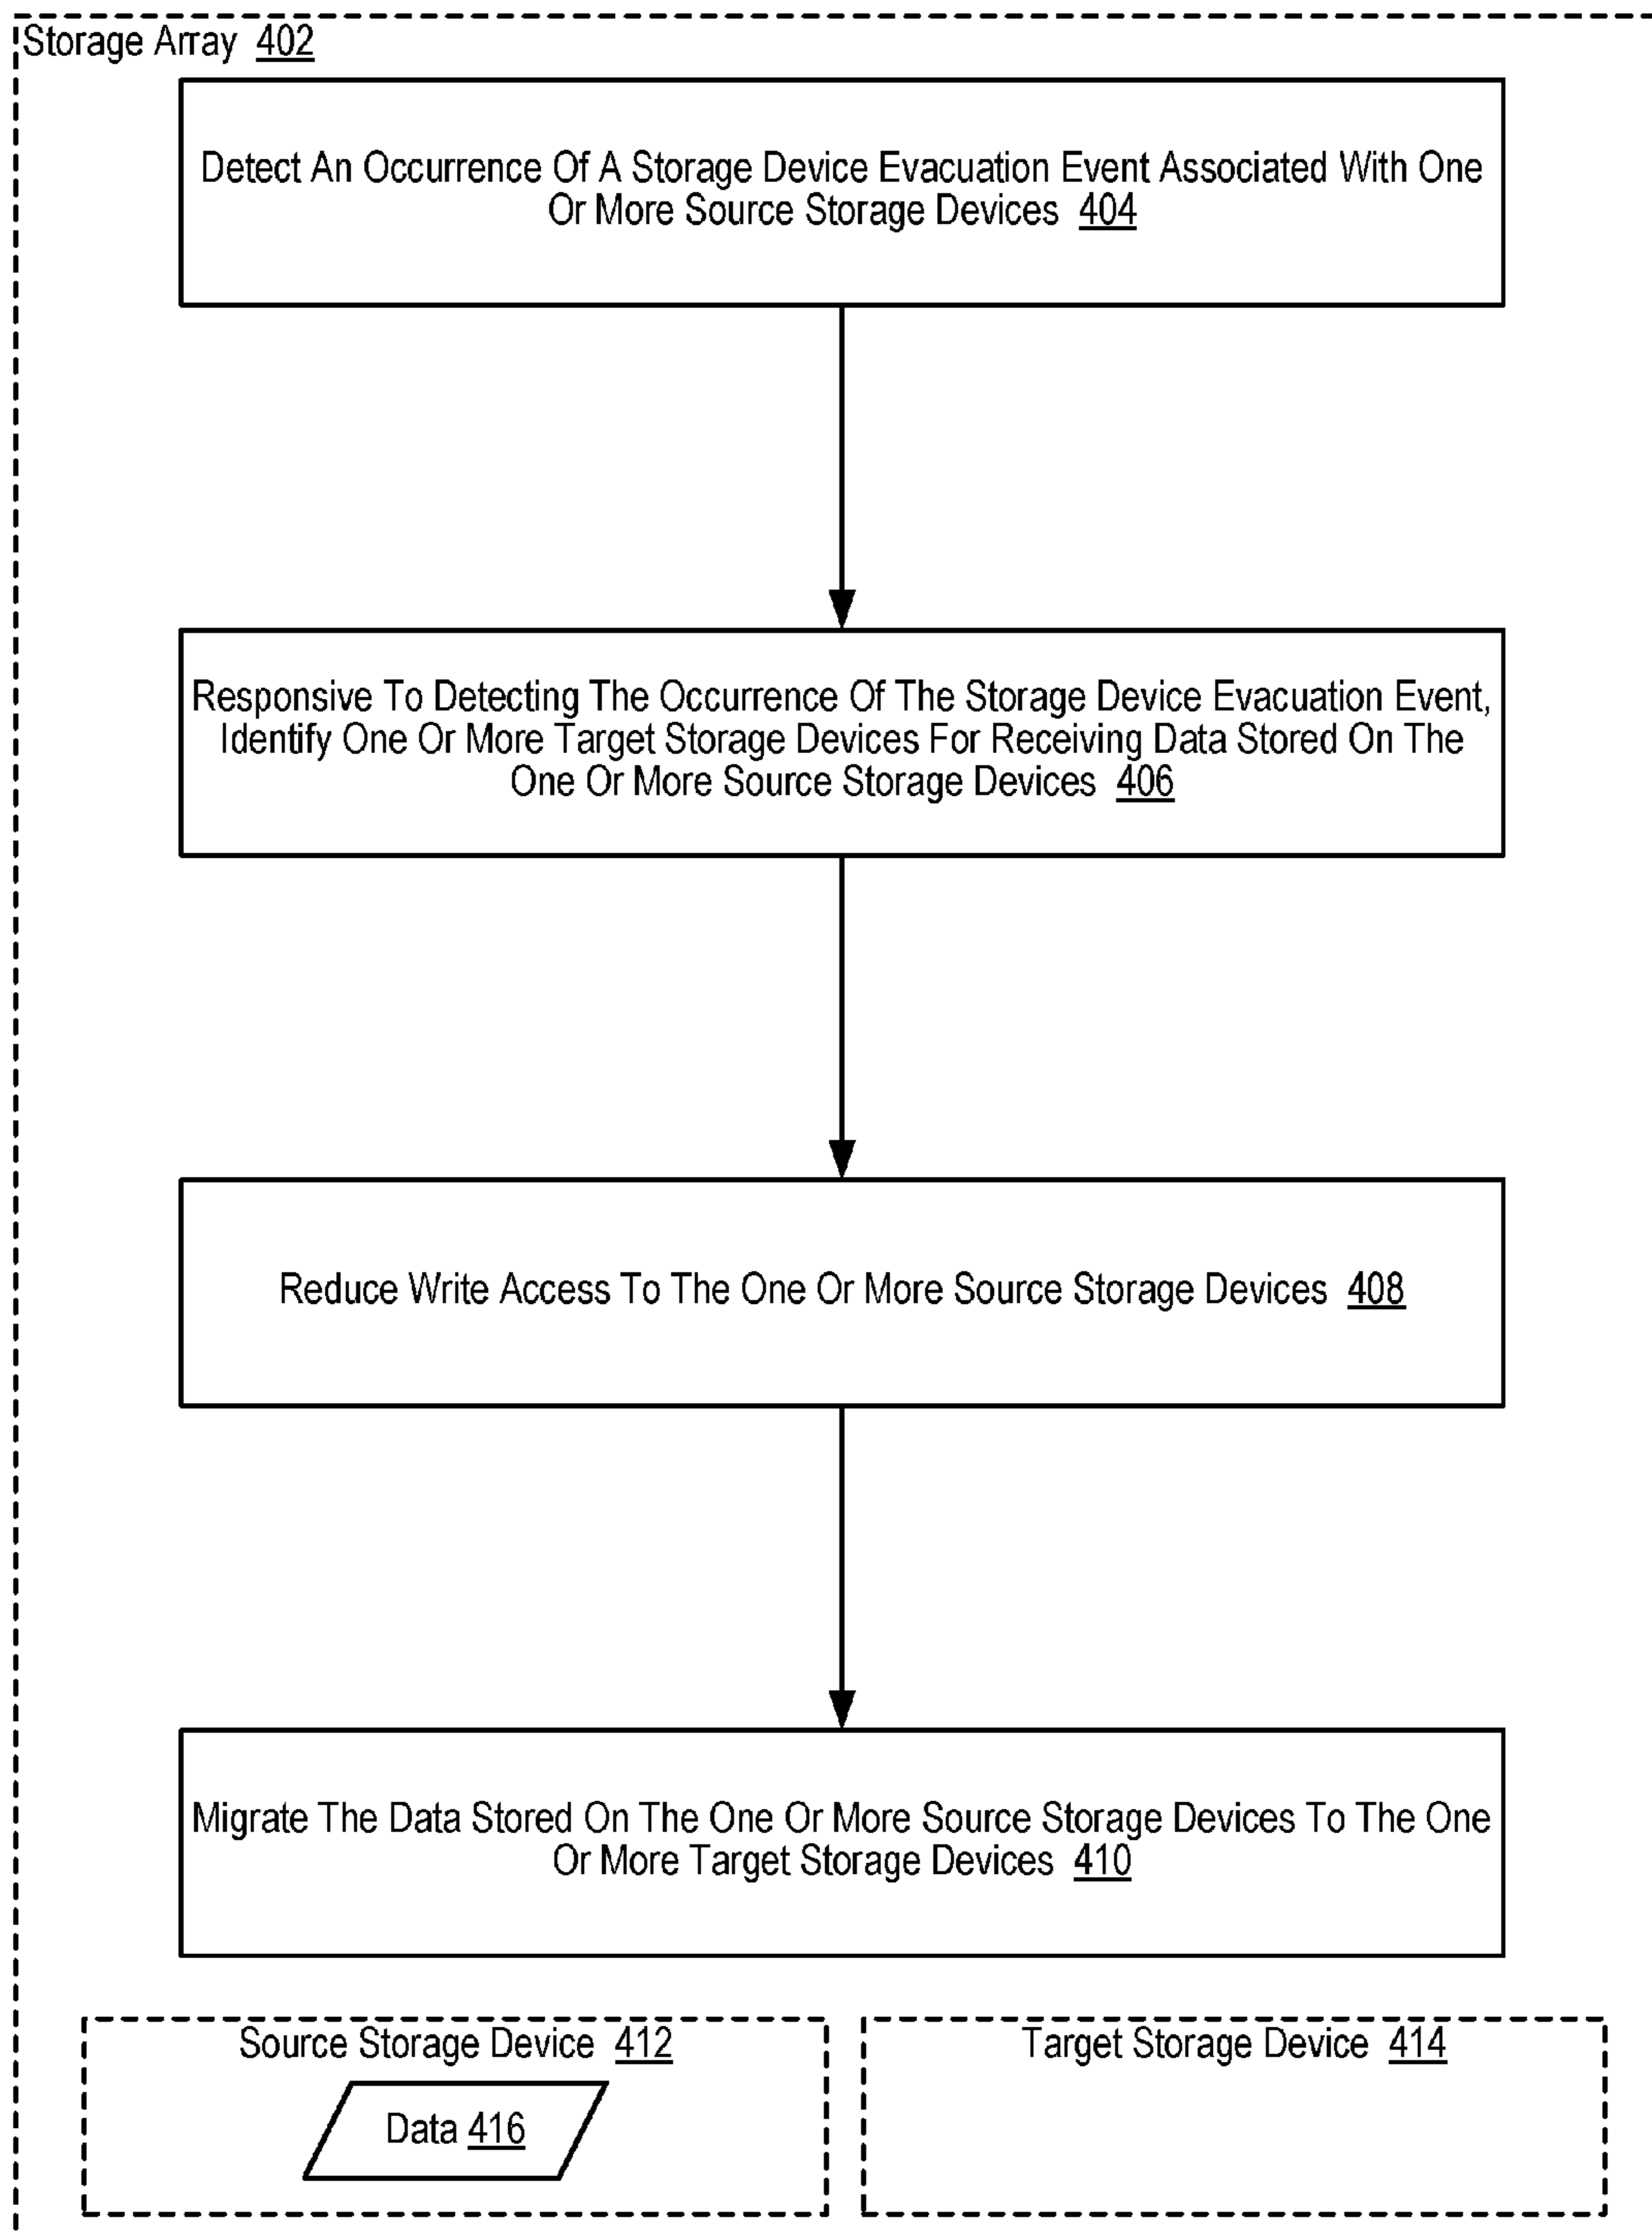 Storage Array 402
Detect An Occurrence Of A Storage Device Evacuation Event Associated With One
Or More Source Storage Devices 404
Responsive To Detecting The Occurrence Of The Storage Device Evacuation Event,
Identify One Or More Target Storage Devices For Receiving Data Stored On The
One Or More Source Storage Devices 406
Reduce Write Access To The One Or More Source Storage Devices 408
Migrate The Data Stored On The One Or More Source Storage Devices To The One
Or More Target Storage Devices 410
Source Storage Device 412
Data 416
Target Storage Device 414